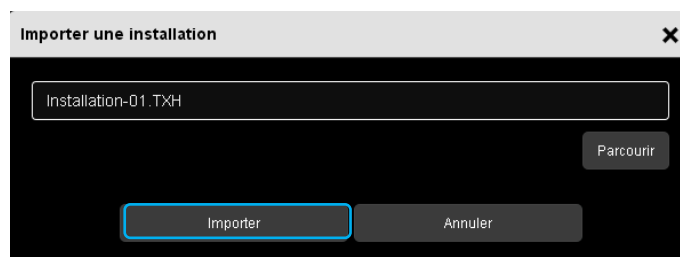 Importer une installation
Installation-01.TXH
Parcourir
Importer
Annuler